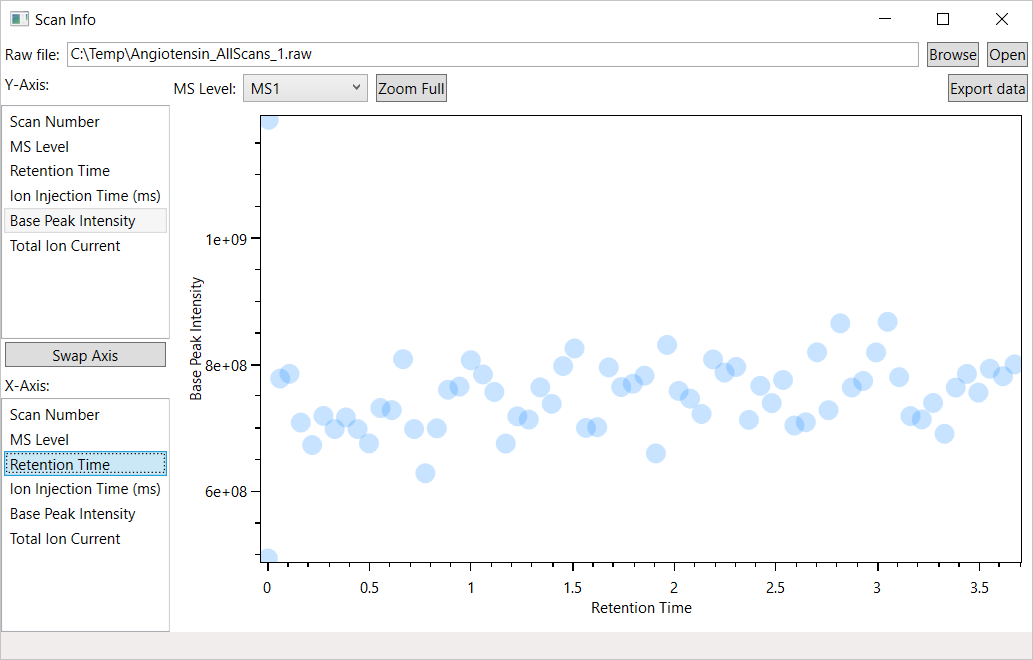 Scan Info
Raw file: C:\Temp\Angiotensin_AllScans_1.raw Browse Open
Y-Axis: MS Level: MS1 Zoom Full Export data
Scan Number
MS Level
Retention Time
Ion Injection Time (ms)
Base Peak Intensity
Total Ion Current
Swap Axis
X-Axis:
Scan Number
MS Level
Retention Time
Ion Injection Time (ms)
Base Peak Intensity
Total Ion Current
Base Peak Intensity
1e+09
8e+08
6e+08
0 0.5 1 1.5 2 2.5 3 3.5
Retention Time